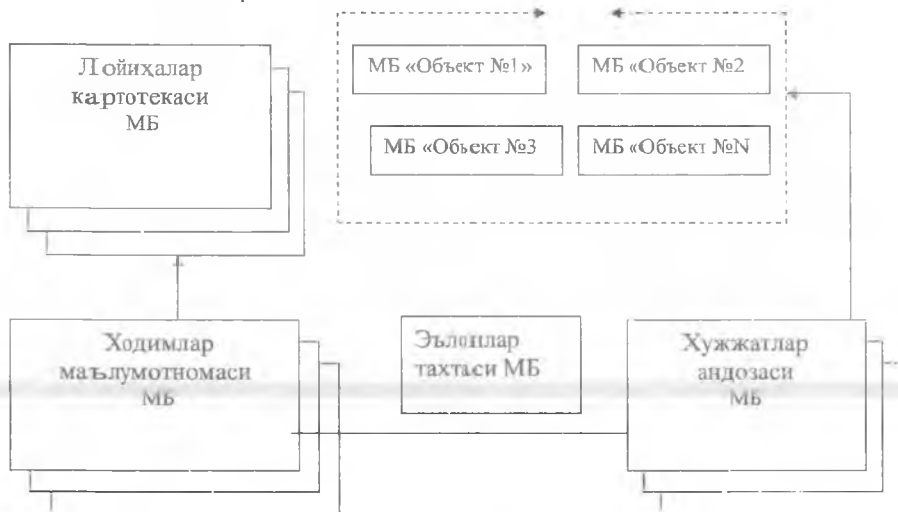 Лойиҳалар
картотекаси
МБ
МБ «Объект №1»
МБ «Объект №2
МБ «Объект №3
МБ «Объект №N
Ходимлар
маълумотномаси
МБ
Эълонлар
тахтаси МБ
Хужжатлар
андозаси
МБ